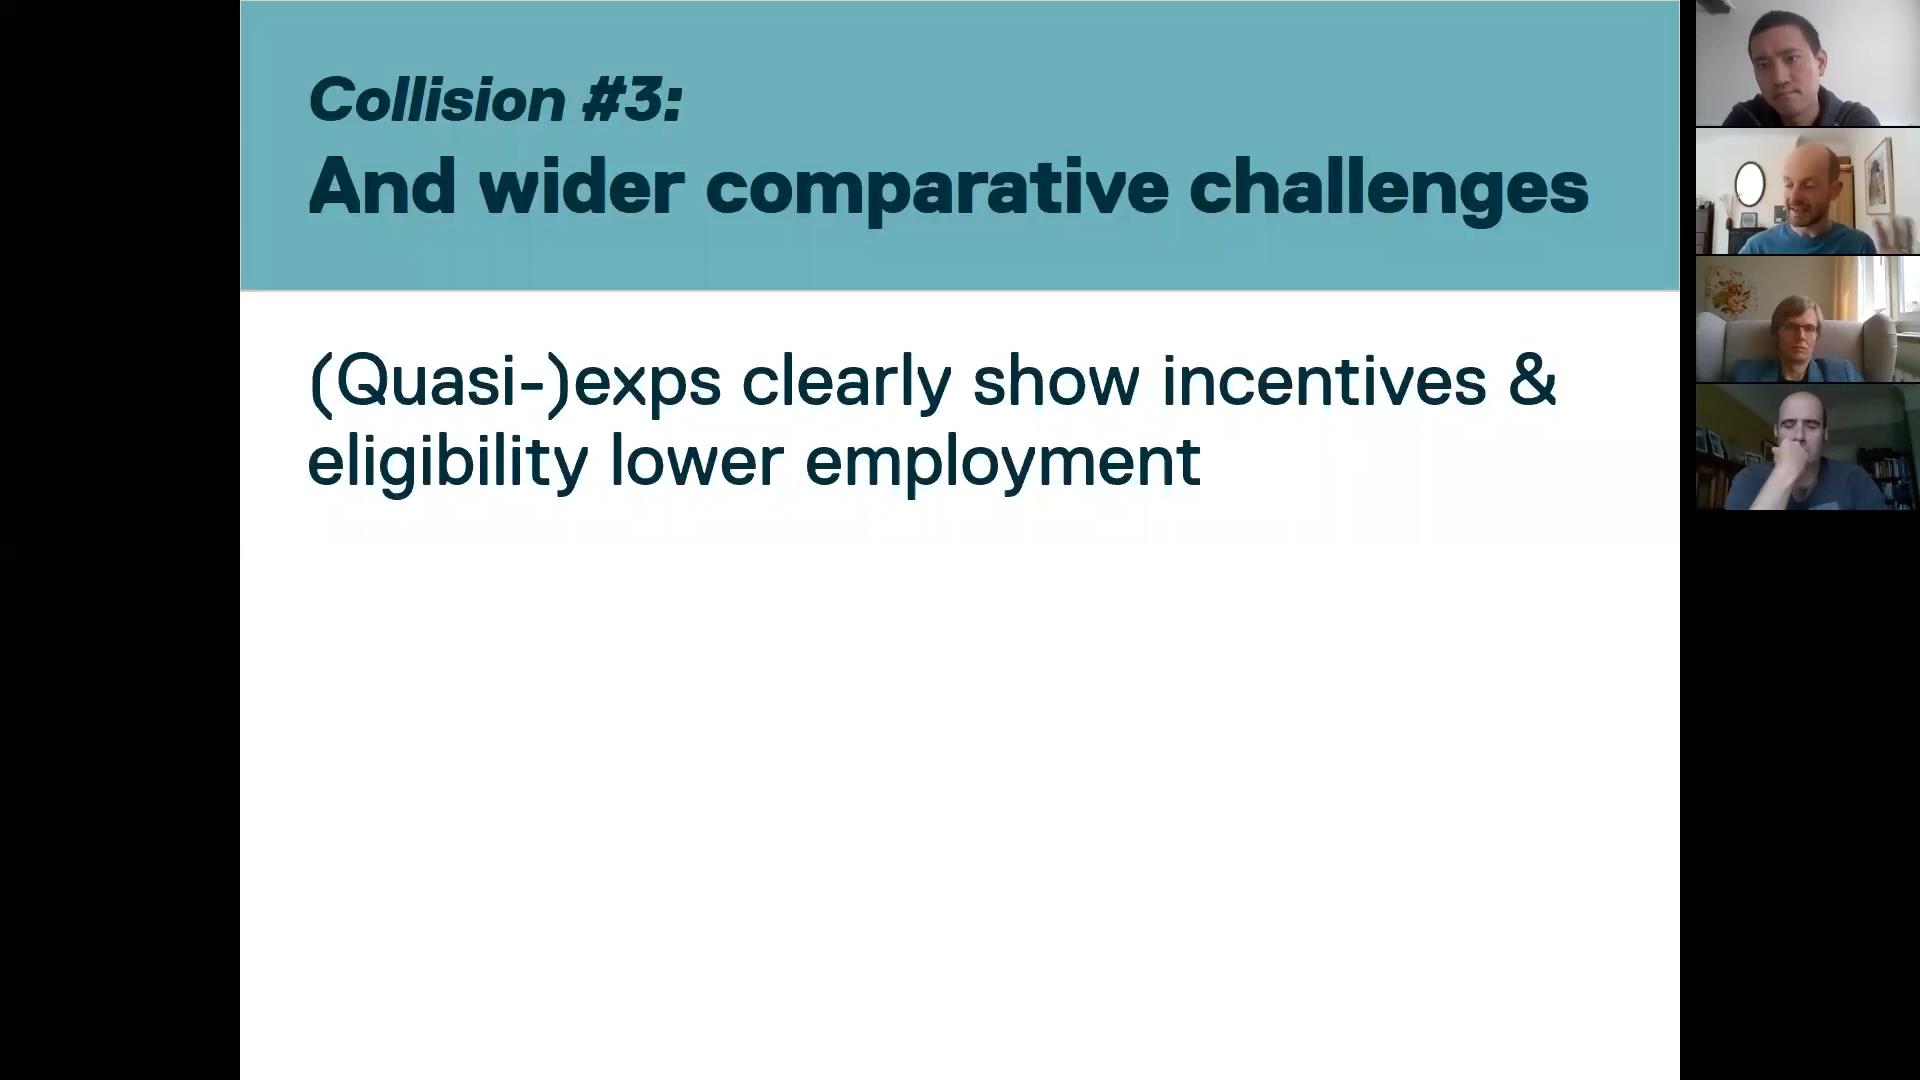 Collision #3:
And wider comparative challenges
(Quasi-)exps clearly show incentives &
eligibility lower employment